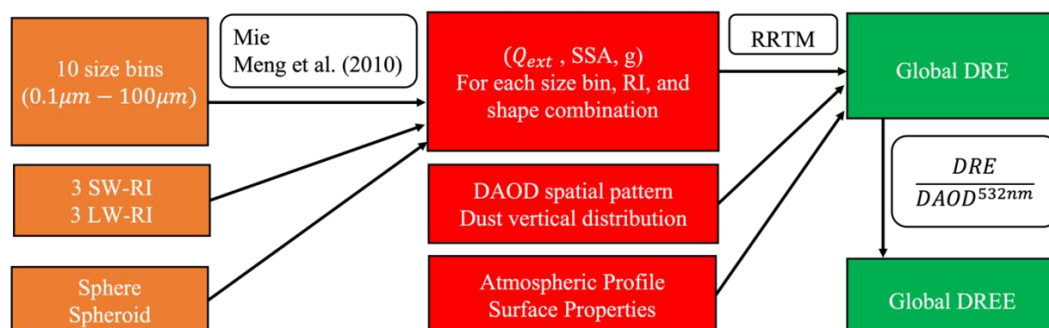 10 size bins
(0.1μm − 100μm)
3 SW-RI
3 LW-RI
Sphere
Spheroid
Mie
Meng et al. (2010)
(Q_ext , SSA, g)
For each size bin, RI, and
shape combination
DAOD spatial pattern
Dust vertical distribution
Atmospheric Profile
Surface Properties
RRTM
Global DRE
DRE
DAOD^532nm
Global DREE